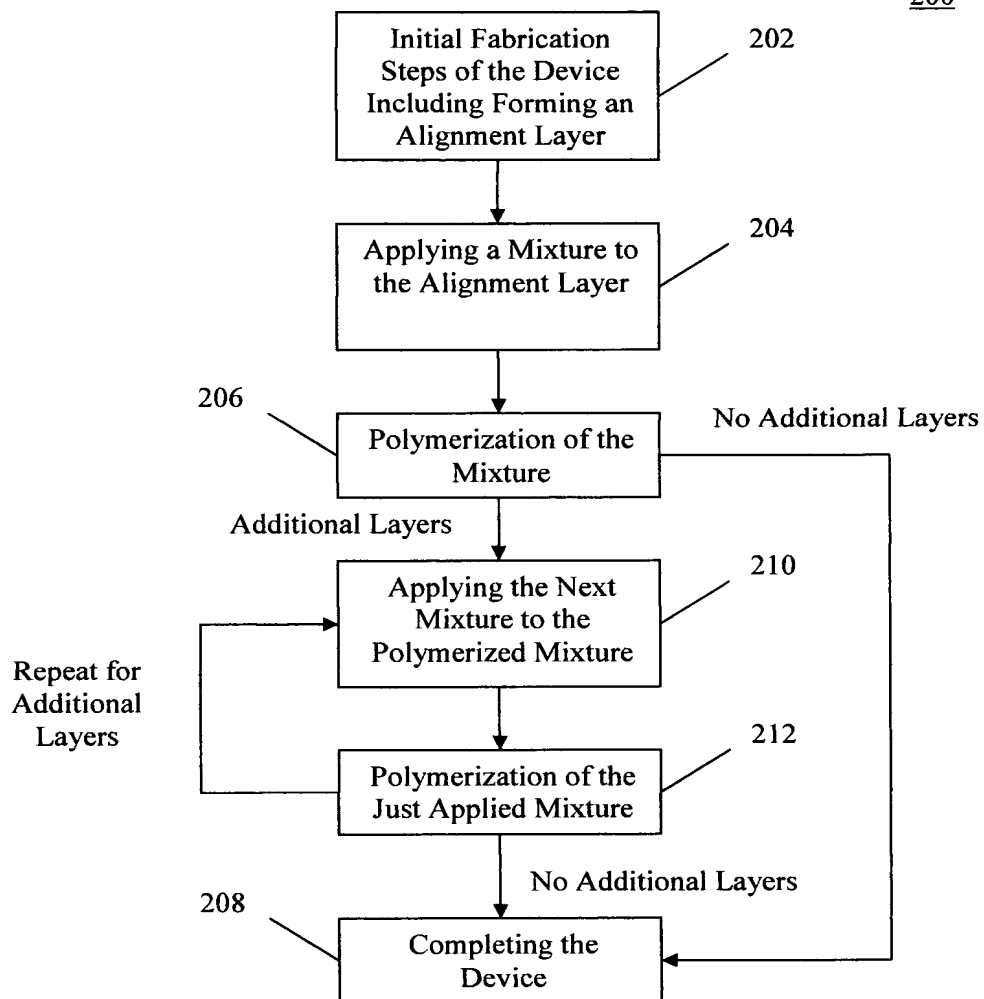 200
Initial Fabrication
Steps of the Device
Including Forming an
Alignment Layer
202
Applying a Mixture to
the Alignment Layer
204
206
Polymerization of the
Mixture
No Additional Layers
Additional Layers
Applying the Next
Mixture to the
Polymerized Mixture
210
Repeat for
Additional
Layers
Polymerization of the
Just Applied Mixture
212
No Additional Layers
208
Completing the
Device